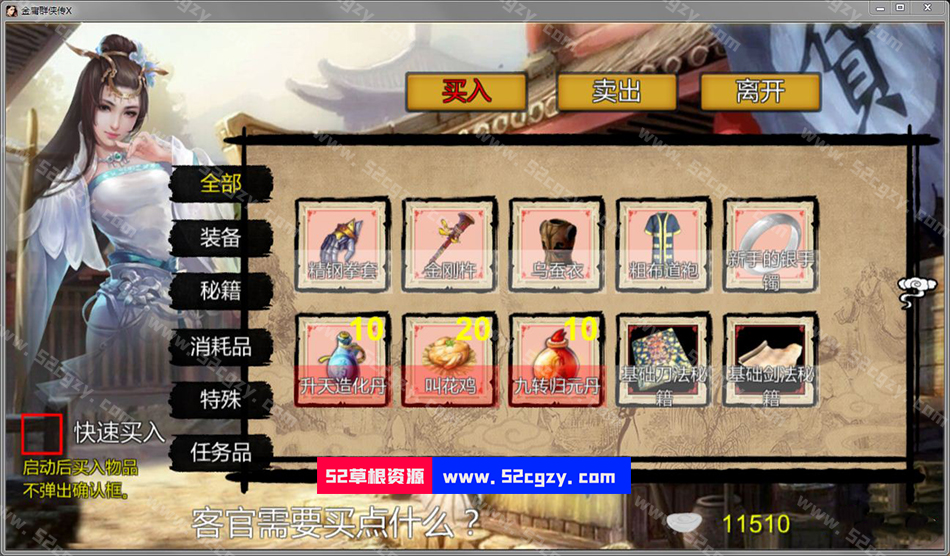 金庸群侠传X
買
买入
卖出
离开
全部
装备
秘籍
消耗品
特殊
任务品
精钢拳套
金刚杵
乌蚕衣
粗布道袍
新手的银手
镯
10
升天造化丹
20
叫花鸡
10
九转归元丹
基础刀法秘
籍
基础剑法秘
籍
快速买入
启动后买入物品
不弹出确认框。
52草根资源 www.52cgzy.com
客官需要买点什么？
11510
www.52cgzy.com